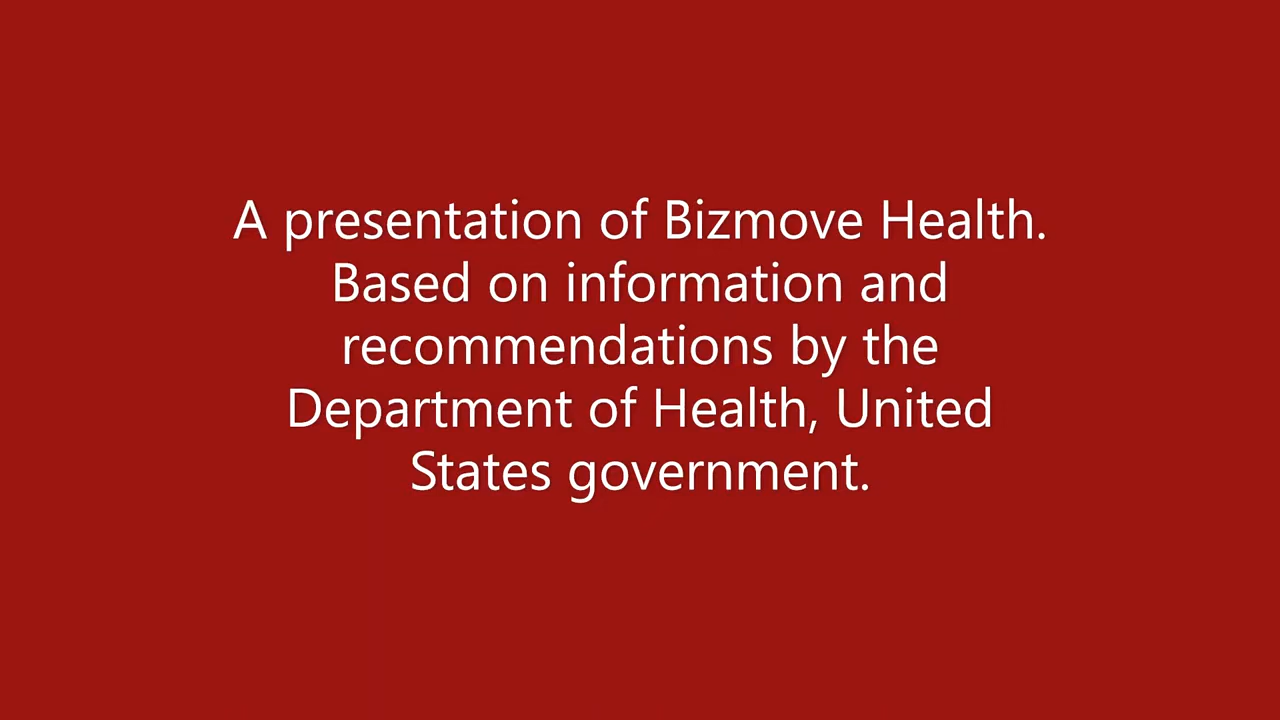 A presentation of Bizmove Health.
Based on information and
recommendations by the
Department of Health, United
States government.